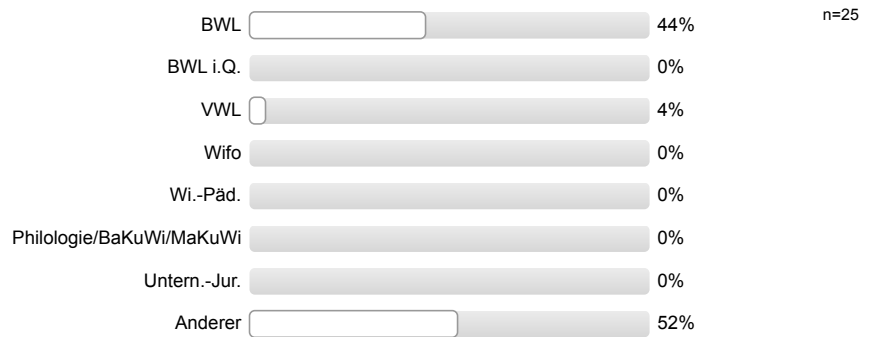 BWL 44% n=25
BWL i.Q. 0%
VWL 4%
Wifo 0%
Wi.-Päd. 0%
Philologie/BaKuWi/MaKuWi 0%
Untern.-Jur. 0%
Anderer 52%